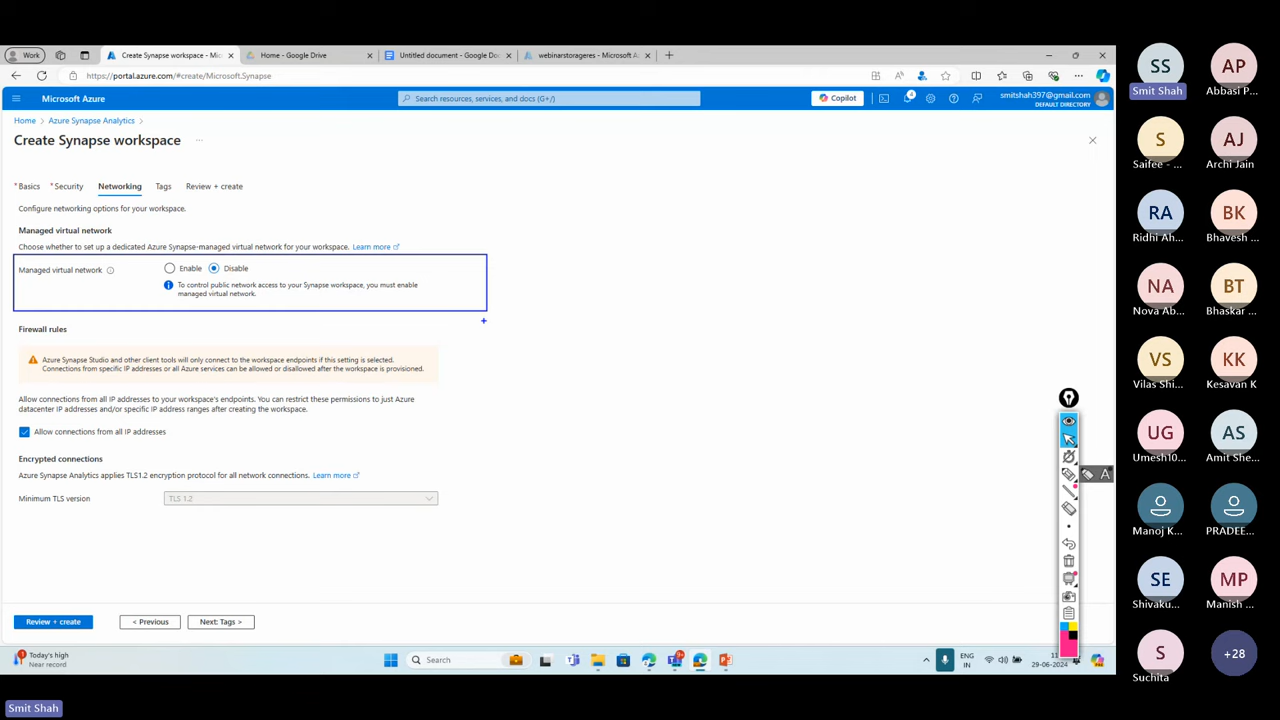 Work
Create Synapse workspace - Mic
Home - Google Drive
Untitled document - Google Doc
webinarstorageres - Microsoft A
https://portal.azure.com/#create/Microsoft.Synapse
Microsoft Azure
Search resources, services, and docs (G+/)
Copilot
4
smitshah397@gmail.com
DEFAULT DIRECTORY
Home > Azure Synapse Analytics >
Create Synapse workspace ...
* Basics * Security Networking Tags Review + create
Configure networking options for your workspace.
Managed virtual network
Choose whether to set up a dedicated Azure Synapse-managed virtual network for your workspace. Learn more
Managed virtual network
Enable Disable
To control public network access to your Synapse workspace, you must enable
managed virtual network.
Firewall rules
Azure Synapse Studio and other client tools will only connect to the workspace endpoints if this setting is selected.
Connections from specific IP addresses or all Azure services can be allowed or disallowed after the workspace is provisioned.
Allow connections from all IP addresses to your workspace's endpoints. You can restrict these permissions to just Azure
datacenter IP addresses and/or specific IP address ranges after creating the workspace.
Allow connections from all IP addresses
Encrypted connections
Azure Synapse Analytics applies TLS1.2 encryption protocol for all network connections. Learn more
Minimum TLS version
TLS 1.2
A
Review + create
< Previous
Next: Tags >
Today's high
Near record
Search
ENG
IN
29-06-2024
SS
Smit Shah
AP
Abbasi P...
S
Saifee - ...
AJ
Archi Jain
RA
Ridhi Ah...
BK
Bhavesh ...
NA
Nova Ab...
BT
Bhaskar ...
VS
Vilas Shi...
KK
Kesavan K
UG
Umesh10...
AS
Amit She...
Manoj K...
PRADEE...
SE
Shivaku...
MP
Manish ...
S
Suchita
+28
Smit Shah